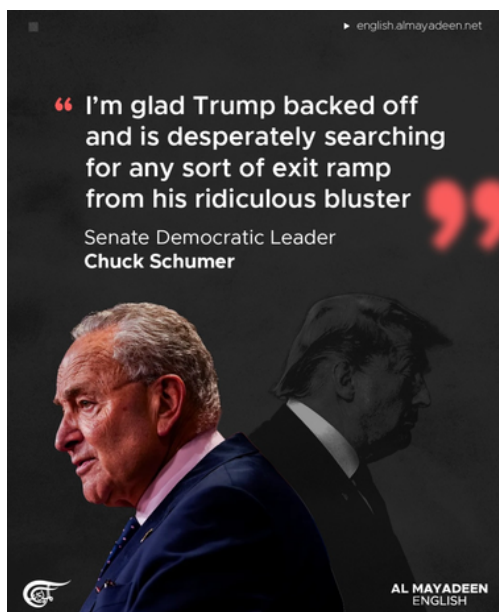 ▸ english.almayadeen.net
“ I’m glad Trump backed off
and is desperately searching
for any sort of exit ramp
from his ridiculous bluster ”
Senate Democratic Leader
Chuck Schumer
AL MAYADEEN
ENGLISH